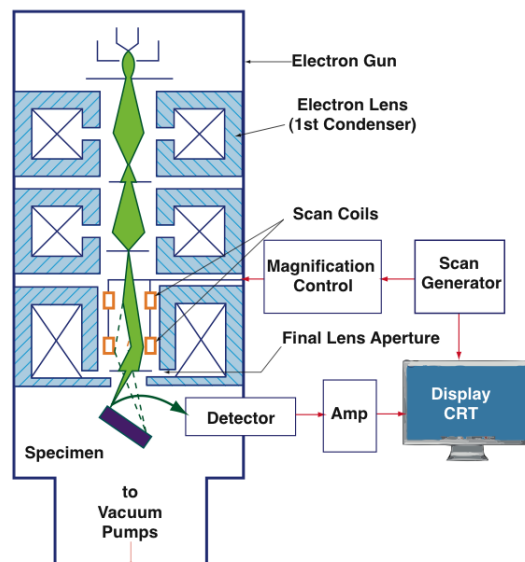 Electron Gun
Electron Lens
(1st Condenser)
Scan Coils
Magnification
Control
Scan
Generator
Final Lens Aperture
Display
CRT
Detector
Amp
Specimen
to
Vacuum
Pumps